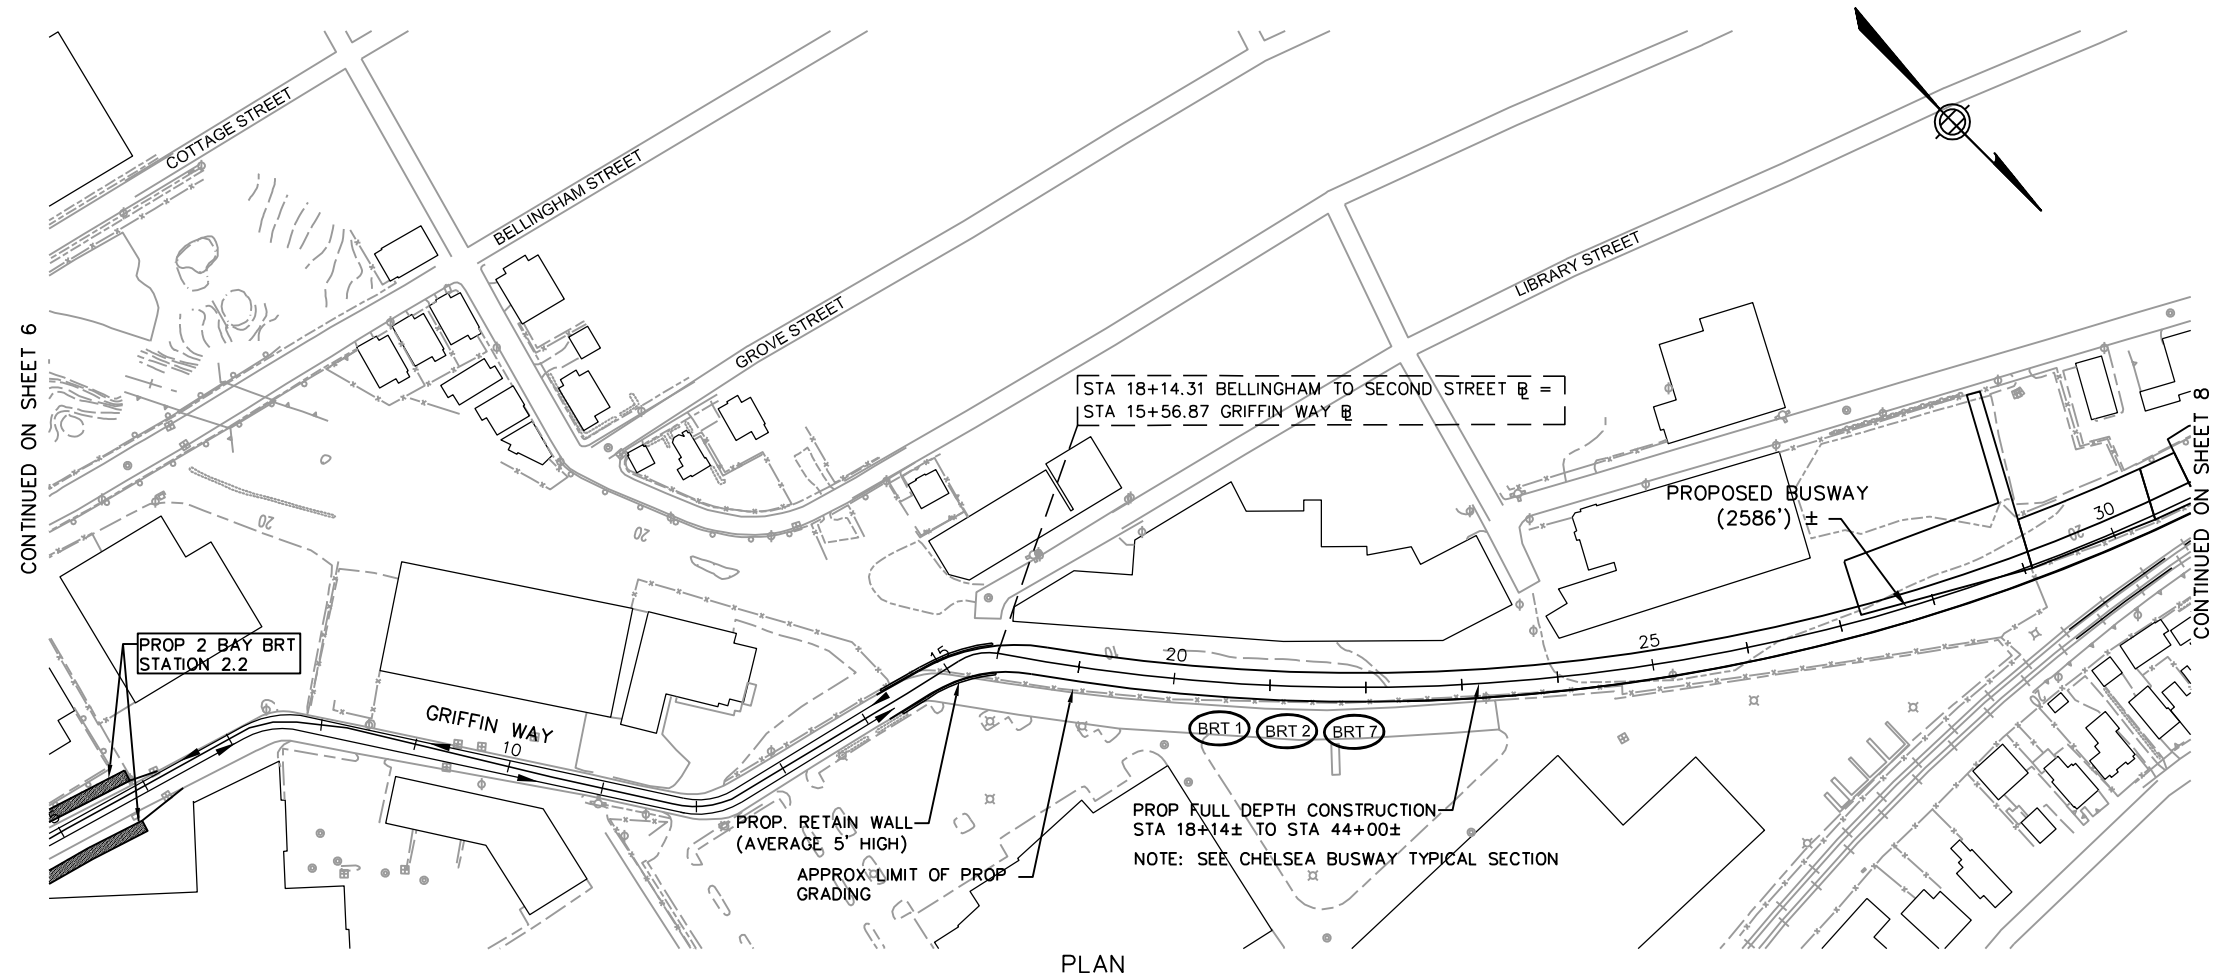 COTTAGE STREET
BELLINGHAM STREET
GROVE STREET
LIBRARY STREET
CONTINUED ON SHEET 6
STA 18+14.31 BELLINGHAM TO SECOND STREET BL =
STA 15+56.87 GRIFFIN WAY BL
PROPOSED BUSWAY
(2586') ±
CONTINUED ON SHEET 8
20
20
20
30
PROP 2 BAY BRT
STATION 2.2
15
10
20
25
GRIFFIN WAY
10
BRT 1
BRT 2
BRT 7
PROP. RETAIN WALL
(AVERAGE 5' HIGH)
APPROX LIMIT OF PROP
GRADING
PROP FULL DEPTH CONSTRUCTION
STA 18+14± TO STA 44+00±
NOTE: SEE CHELSEA BUSWAY TYPICAL SECTION
PLAN